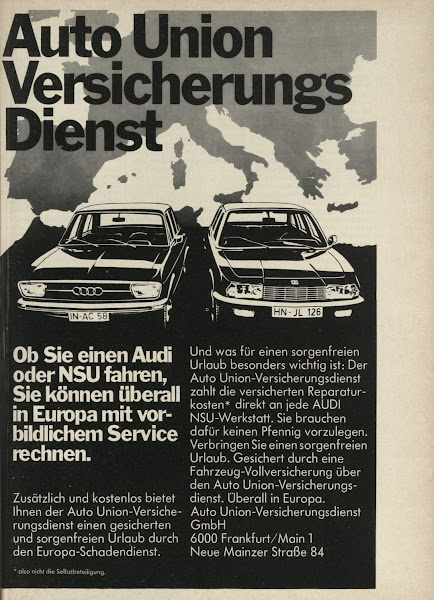 Auto Union
Versicherungs
Dienst
IN-AC 58
HN-JL 126
Ob Sie einen Audi
oder NSU fahren,
Sie können überall
in Europa mit vor-
bildlichem Service
rechnen.
Zusätzlich und kostenlos bietet
Ihnen der Auto Union-Versiche-
rungsdienst einen gesicherten
und sorgenfreien Urlaub durch
den Europa-Schadendienst.
* also nicht die Selbstbeteiligung.
Und was für einen sorgenfreien
Urlaub besonders wichtig ist: Der
Auto Union-Versicherungsdienst
zahlt die versicherten Reparatur-
kosten* direkt an jede AUDI
NSU-Werkstatt. Sie brauchen
dafür keinen Pfennig vorzulegen.
Verbringen Sie einen sorgenfreien
Urlaub. Gesichert durch eine
Fahrzeug-Vollversicherung über
den Auto Union-Versicherungs-
dienst. Überall in Europa.
Auto Union-Versicherungsdienst
GmbH
6000 Frankfurt/Main 1
Neue Mainzer Straße 84